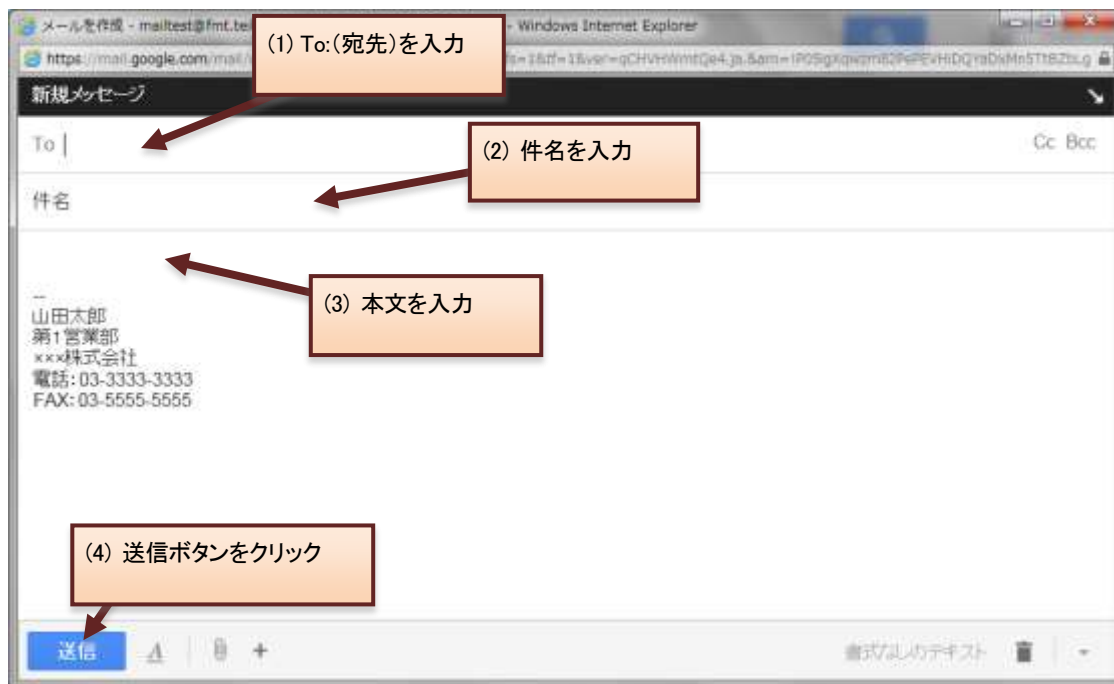 メールを作成 - mailtest@fmt.te
- Windows Internet Explorer
(1) To:(宛先)を入力
https://mail.google.com/mail/
新規メッセージ
To
Cc Bcc
(2) 件名を入力
件名
(3) 本文を入力
--
山田太郎
第1営業部
×××株式会社
電話: 03-3333-3333
FAX: 03-5555-5555
(4) 送信ボタンをクリック
送信 A
書式なしのテキスト